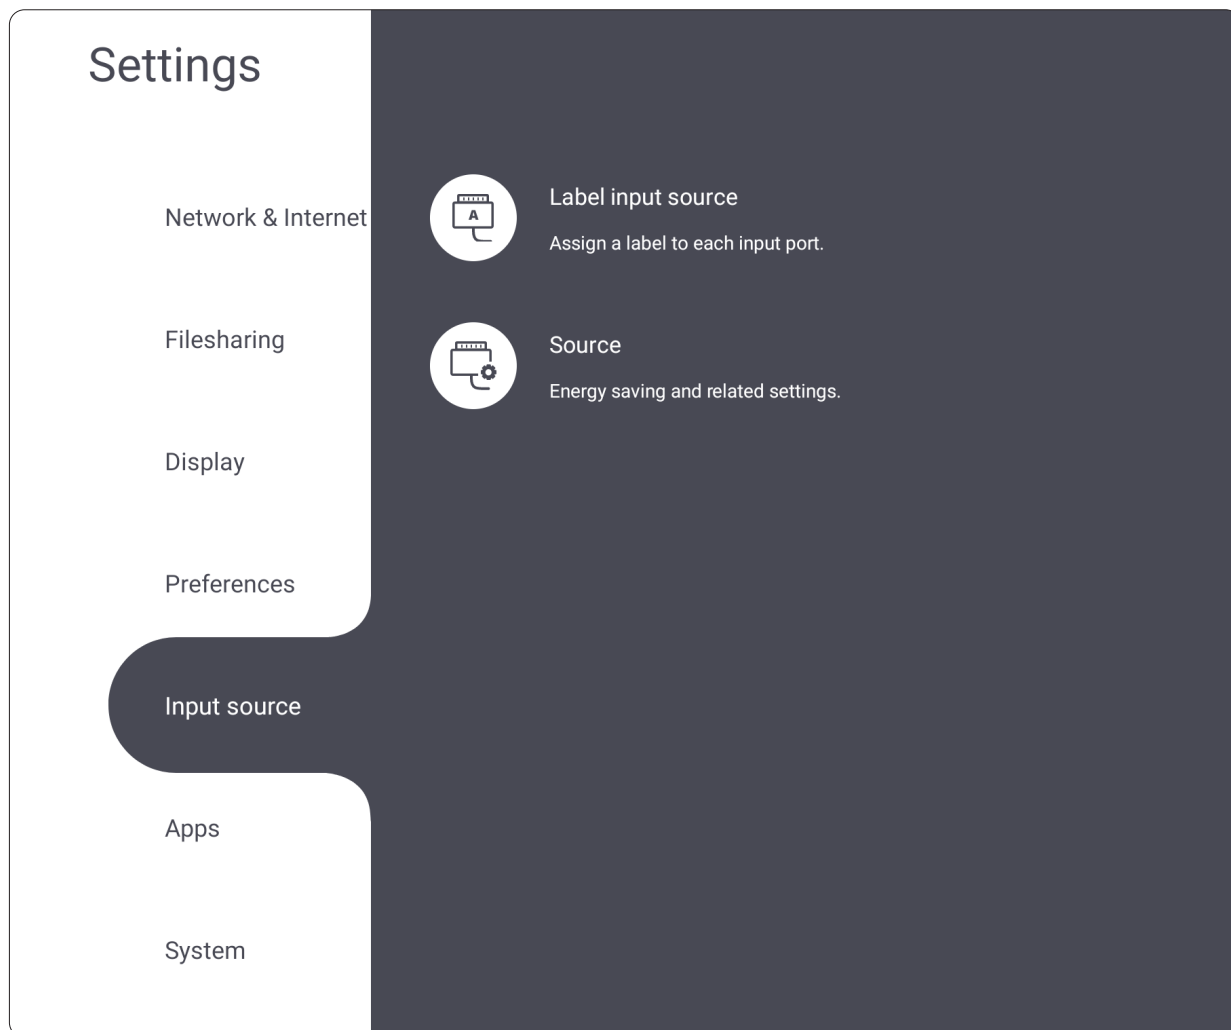 Settings
Network & Internet
Filesharing
Display
Preferences
Input source
Apps
System
A
Label input source
Assign a label to each input port.
Source
Energy saving and related settings.